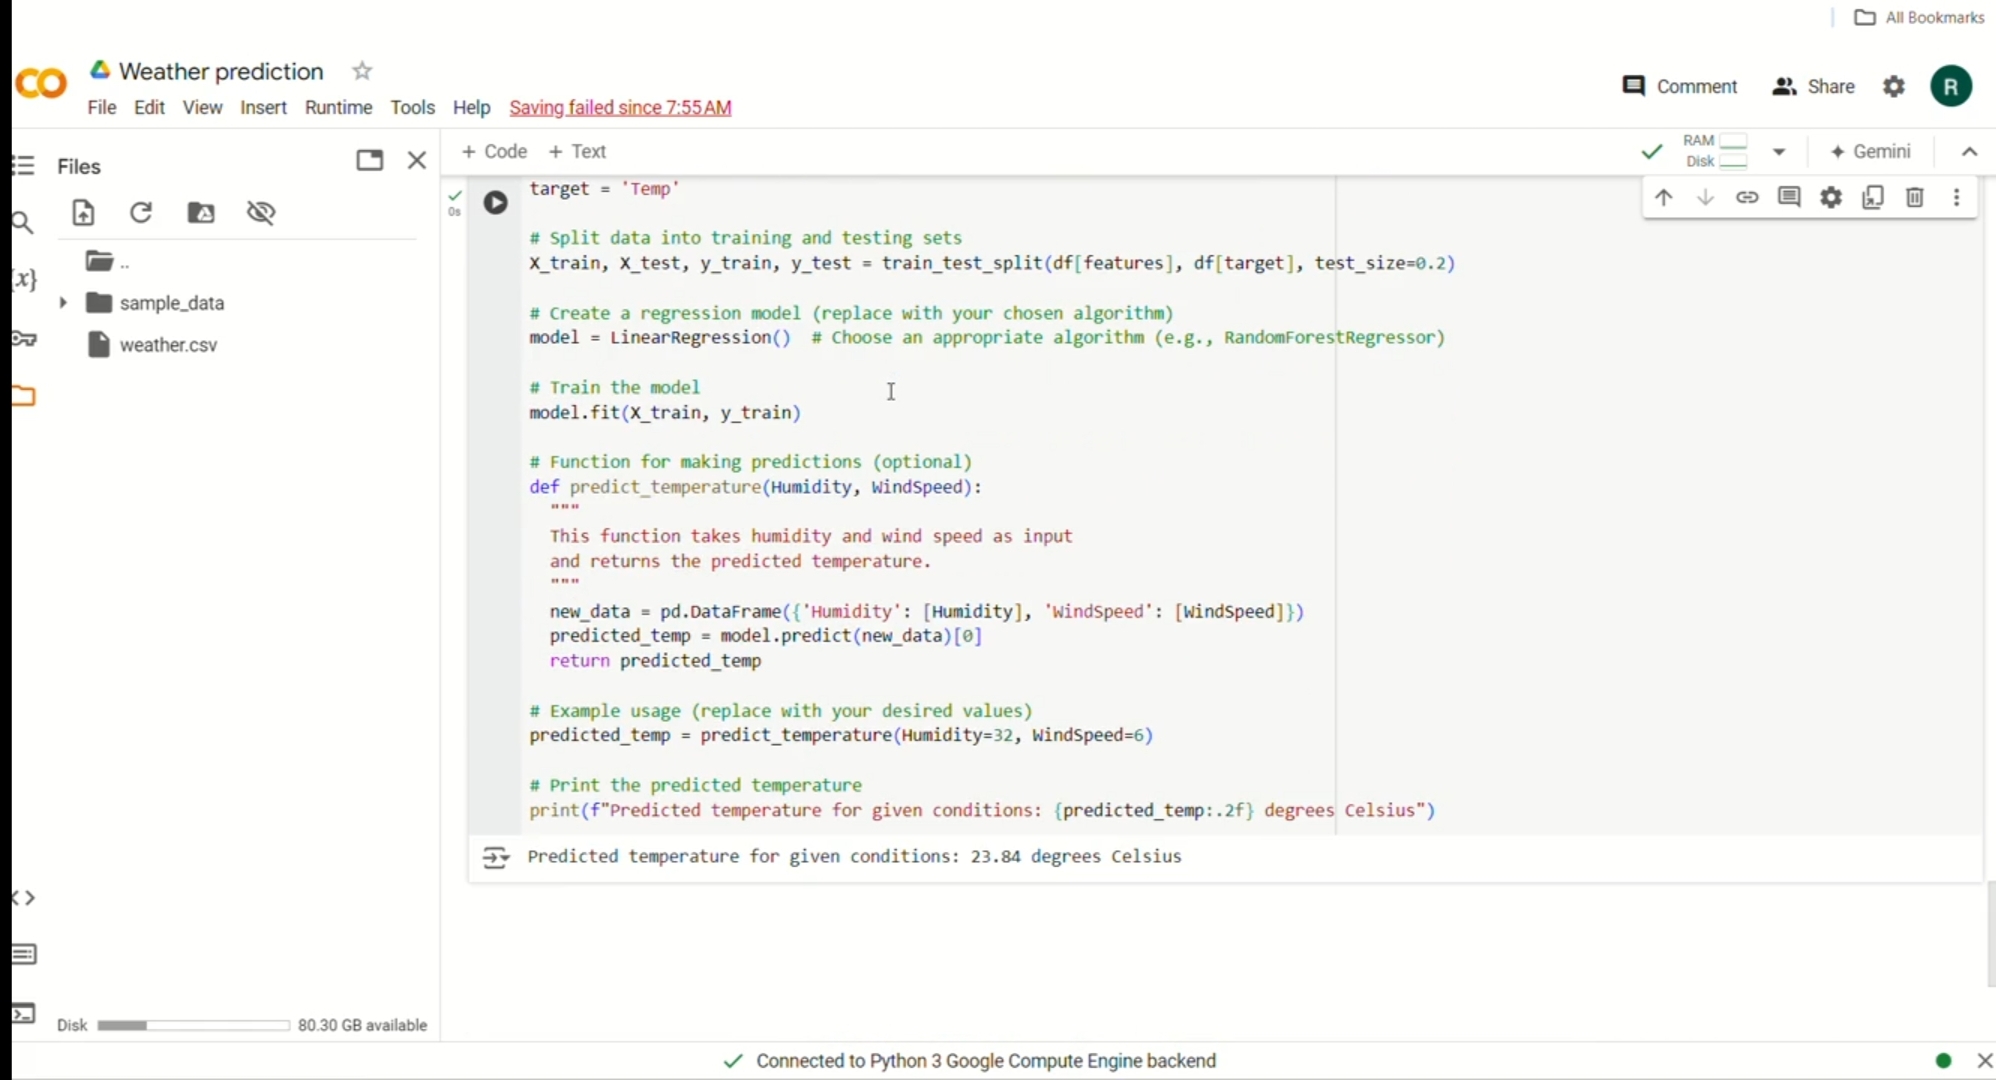 All Bookmarks
Weather prediction
File Edit View Insert Runtime Tools Help Saving failed since 7:55 AM
Comment Share R
Files
+ Code + Text
RAM
Disk
Gemini
..
sample_data
weather.csv
{x}
0s
target = 'Temp'
# Split data into training and testing sets
X_train, X_test, y_train, y_test = train_test_split(df[features], df[target], test_size=0.2)
# Create a regression model (replace with your chosen algorithm)
model = LinearRegression()  # Choose an appropriate algorithm (e.g., RandomForestRegressor)
# Train the model
model.fit(X_train, y_train)
# Function for making predictions (optional)
def predict_temperature(Humidity, WindSpeed):
  """
  This function takes humidity and wind speed as input
  and returns the predicted temperature.
  """
  new_data = pd.DataFrame({'Humidity': [Humidity], 'WindSpeed': [WindSpeed]})
  predicted_temp = model.predict(new_data)[0]
  return predicted_temp
# Example usage (replace with your desired values)
predicted_temp = predict_temperature(Humidity=32, WindSpeed=6)
# Print the predicted temperature
print(f"Predicted temperature for given conditions: {predicted_temp:.2f} degrees Celsius")
Predicted temperature for given conditions: 23.84 degrees Celsius
Disk 80.30 GB available
Connected to Python 3 Google Compute Engine backend